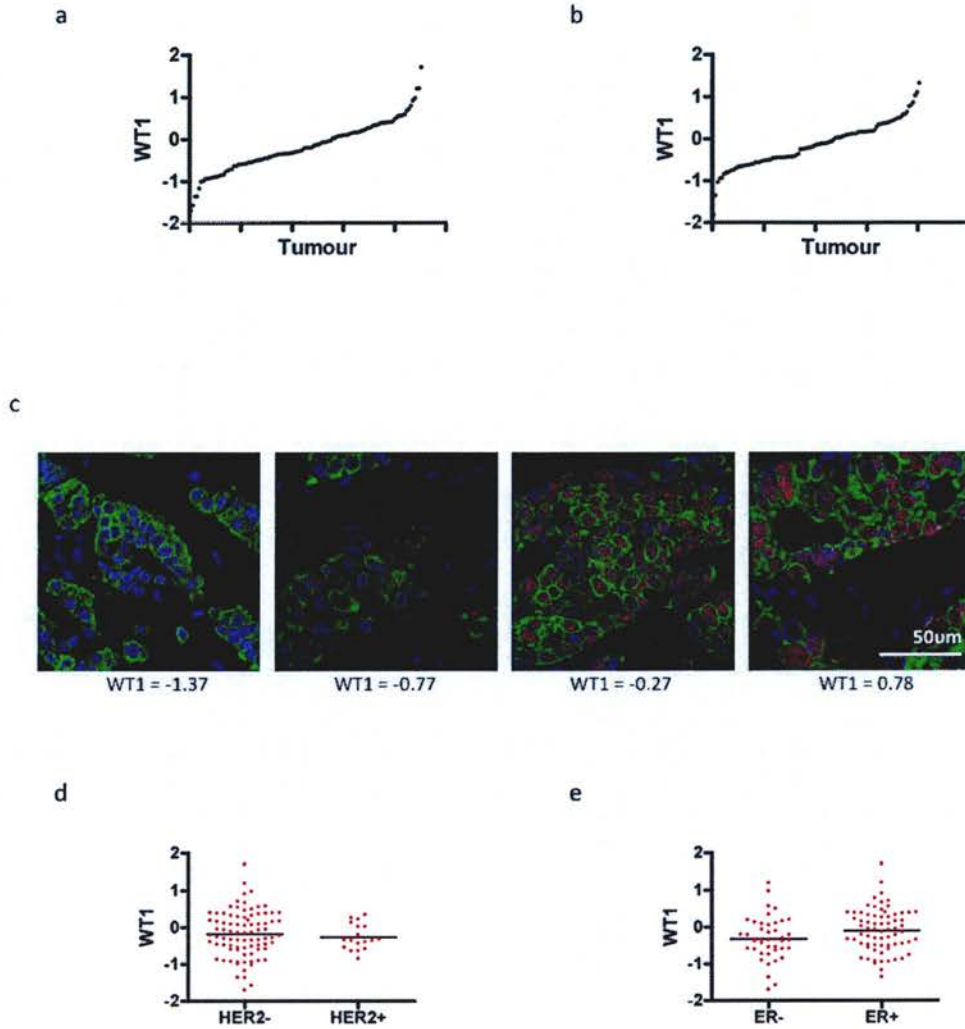 a
b
2
1
0
-1
-2
WT1
Tumour
2
1
0
-1
-2
WT1
Tumour
c
50um
WT1 = -1.37
WT1 = -0.77
WT1 = -0.27
WT1 = 0.78
d
e
2
1
0
-1
-2
WT1
HER2-
HER2+
2
1
0
-1
-2
WT1
ER-
ER+